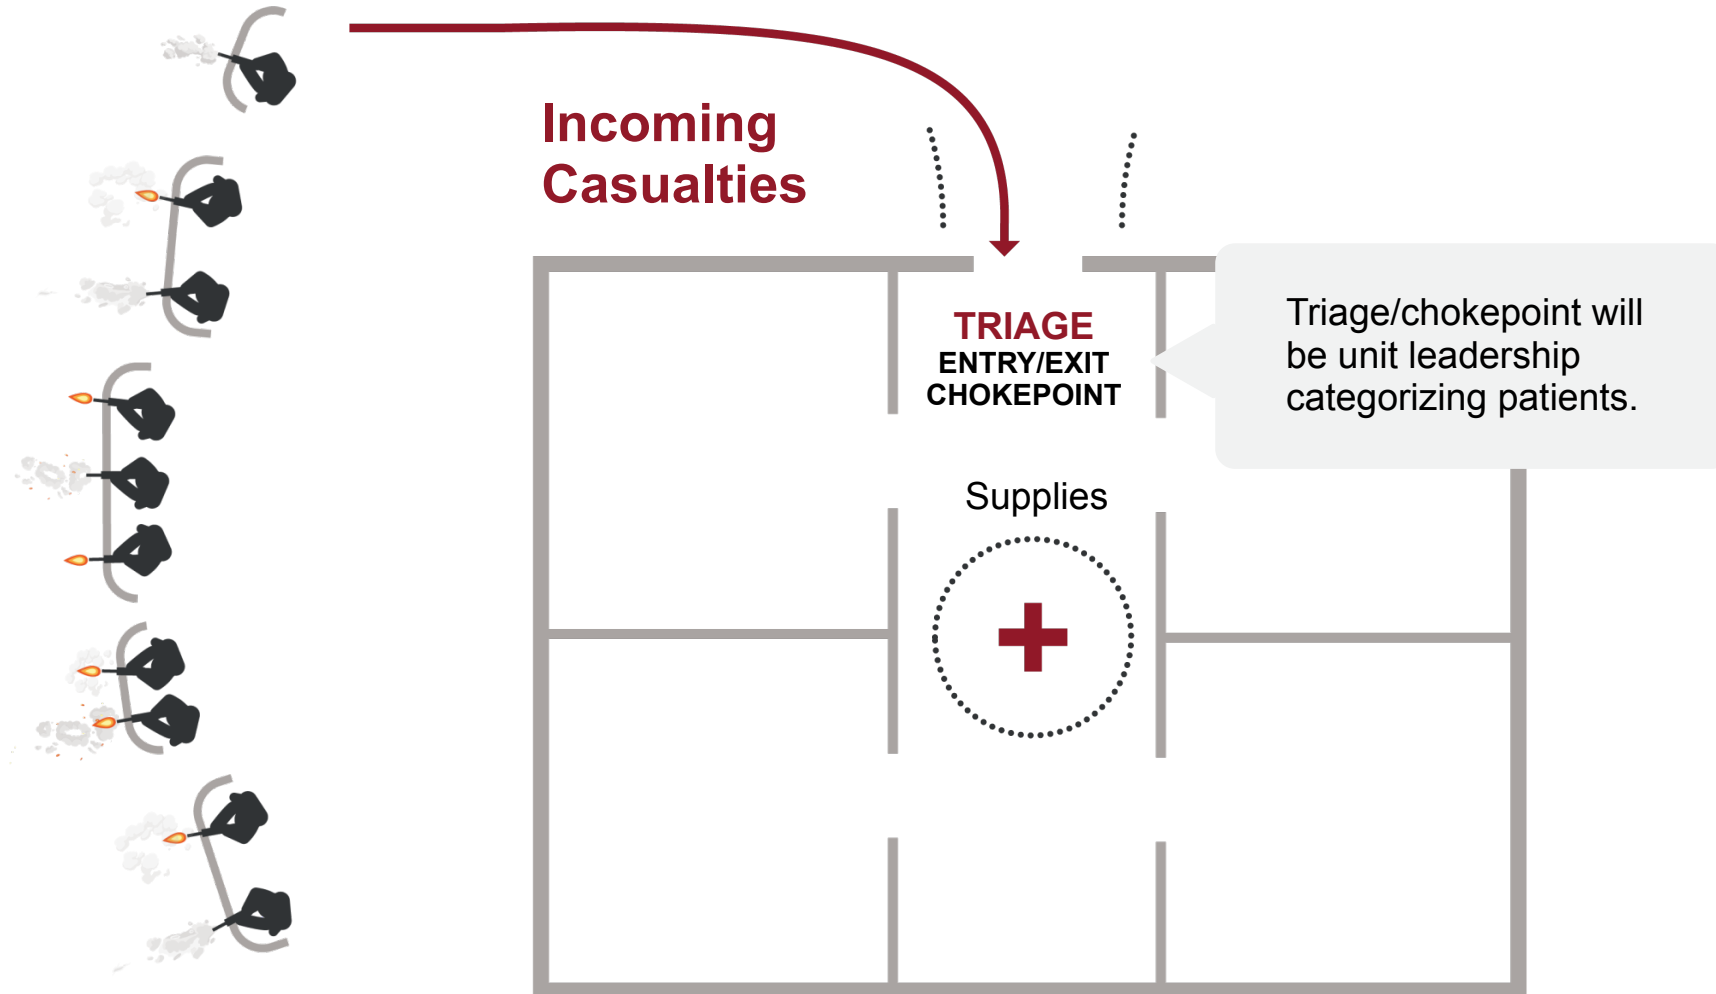 Incoming
Casualties
TRIAGE
ENTRY/EXIT
CHOKEPOINT
Triage/chokepoint will
be unit leadership
categorizing patients.
Supplies